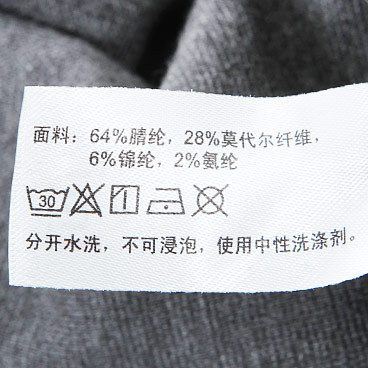 面料：64%腈纶，28%莫代尔纤维，
6%锦纶，2%氨纶
30
分开水洗，不可浸泡，使用中性洗涤剂。